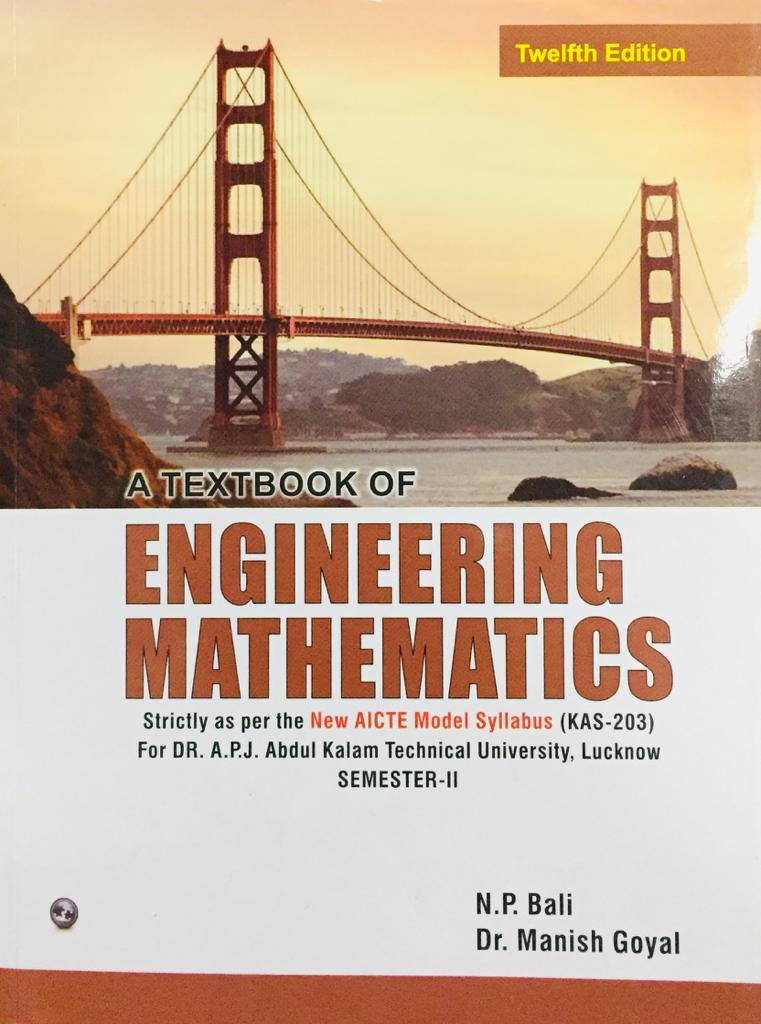 Twelfth Edition
A TEXTBOOK OF
ENGINEERING
MATHEMATICS
Strictly as per the New AICTE Model Syllabus (KAS-203)
For DR. A.P.J. Abdul Kalam Technical University, Lucknow
SEMESTER-II
N.P. Bali
Dr. Manish Goyal